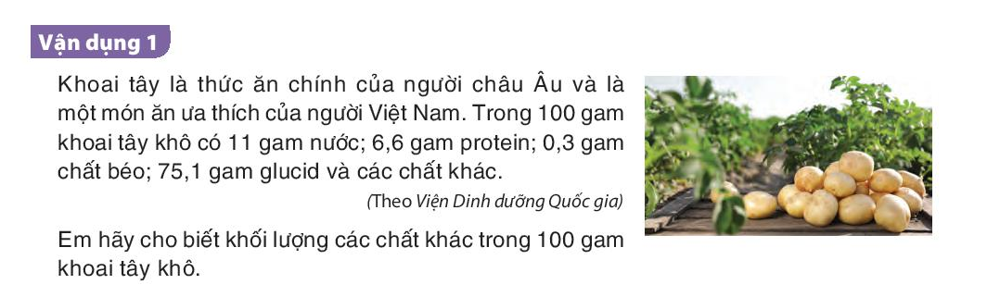 Vận dụng 1
Khoai tây là thức ăn chính của người châu Âu và là
một món ăn ưa thích của người Việt Nam. Trong 100 gam
khoai tây khô có 11 gam nước; 6,6 gam protein; 0,3 gam
chất béo; 75,1 gam glucid và các chất khác.
(Theo Viện Dinh dưỡng Quốc gia)
Em hãy cho biết khối lượng các chất khác trong 100 gam
khoai tây khô.